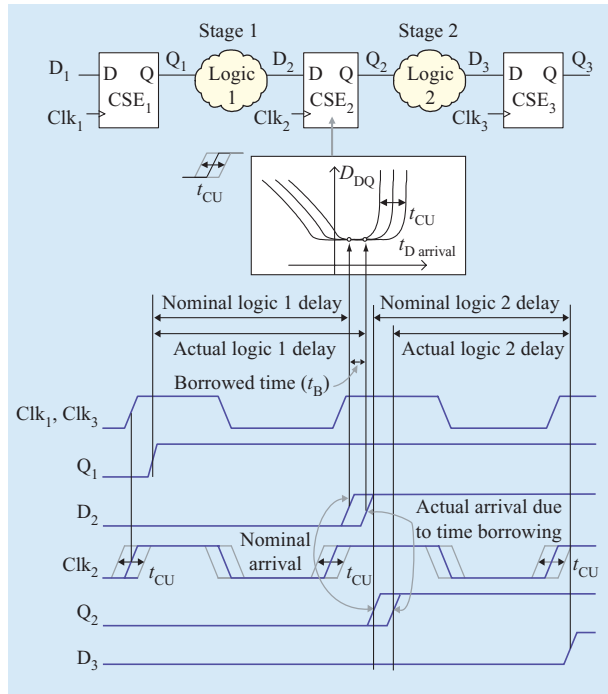 Stage 1 Stage 2
D1 D Q CSE1 Q1 Logic 1 D2 D Q CSE2 Q2 Logic 2 D3 D Q CSE3 Q3
Clk1 Clk2 Clk3
tCU
DDQ
tCU
tD arrival
Nominal logic 1 delay Nominal logic 2 delay
Actual logic 1 delay Actual logic 2 delay
Borrowed time (tB)
Clk1, Clk3
Q1
D2
Nominal arrival
Actual arrival due to time borrowing
Clk2
tCU tCU tCU
Q2
D3